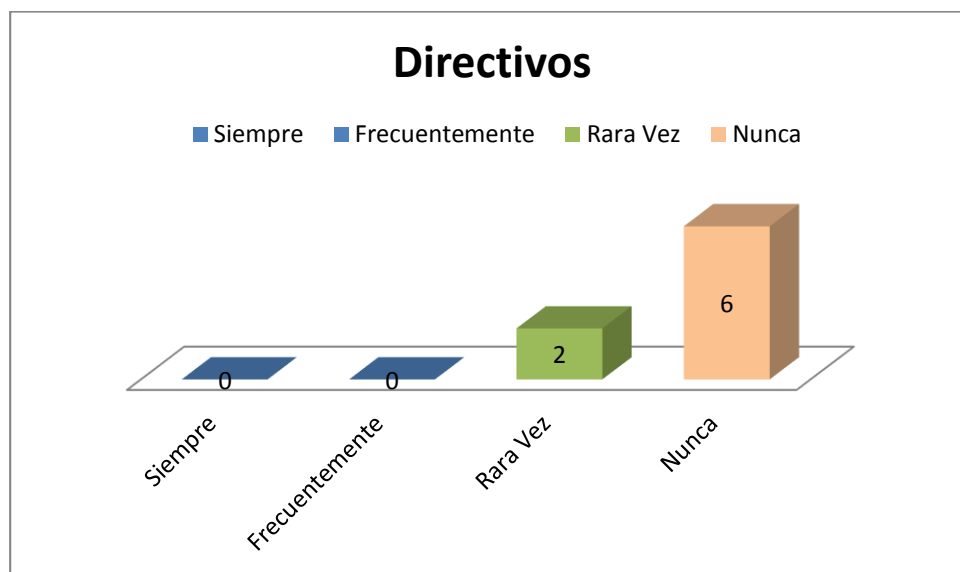 Directivos
Siempre Frecuentemente Rara Vez Nunca
6
2
0 0
Siempre Frecuentemente Rara Vez Nunca